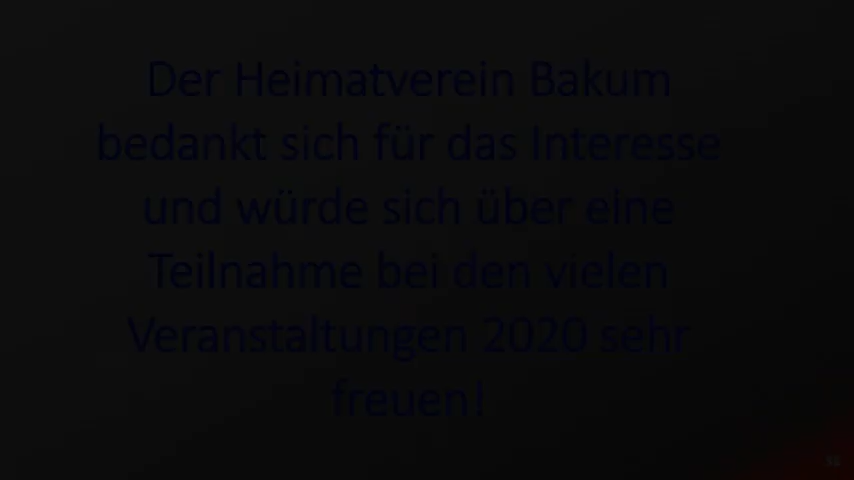 Der Heimatverein Bakum
bedankt sich für das Interesse
und würde sich über eine
Teilnahme bei den vielen
Veranstaltungen 2020 sehr
freuen!